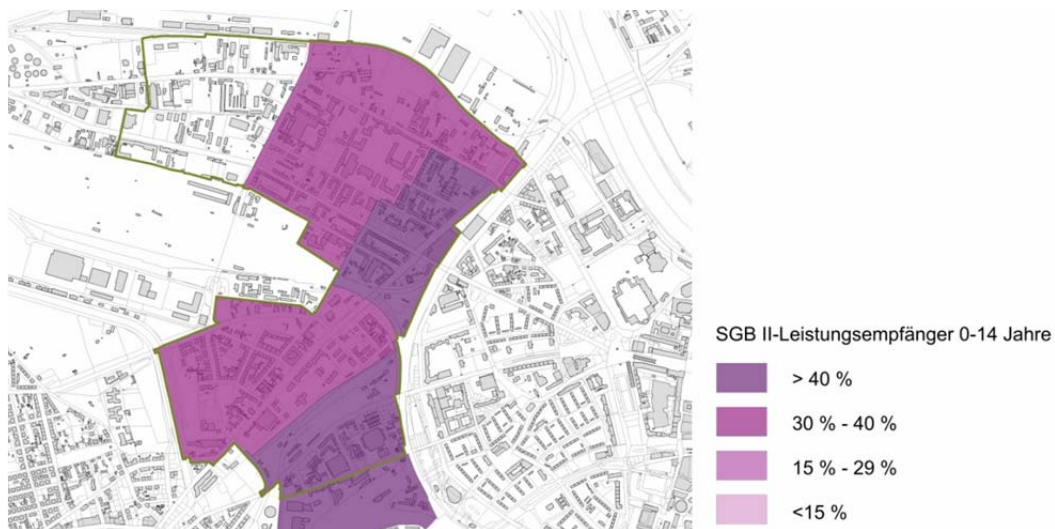 SGB II-Leistungsempfänger 0-14 Jahre
> 40 %
30 % - 40 %
15 % - 29 %
<15 %